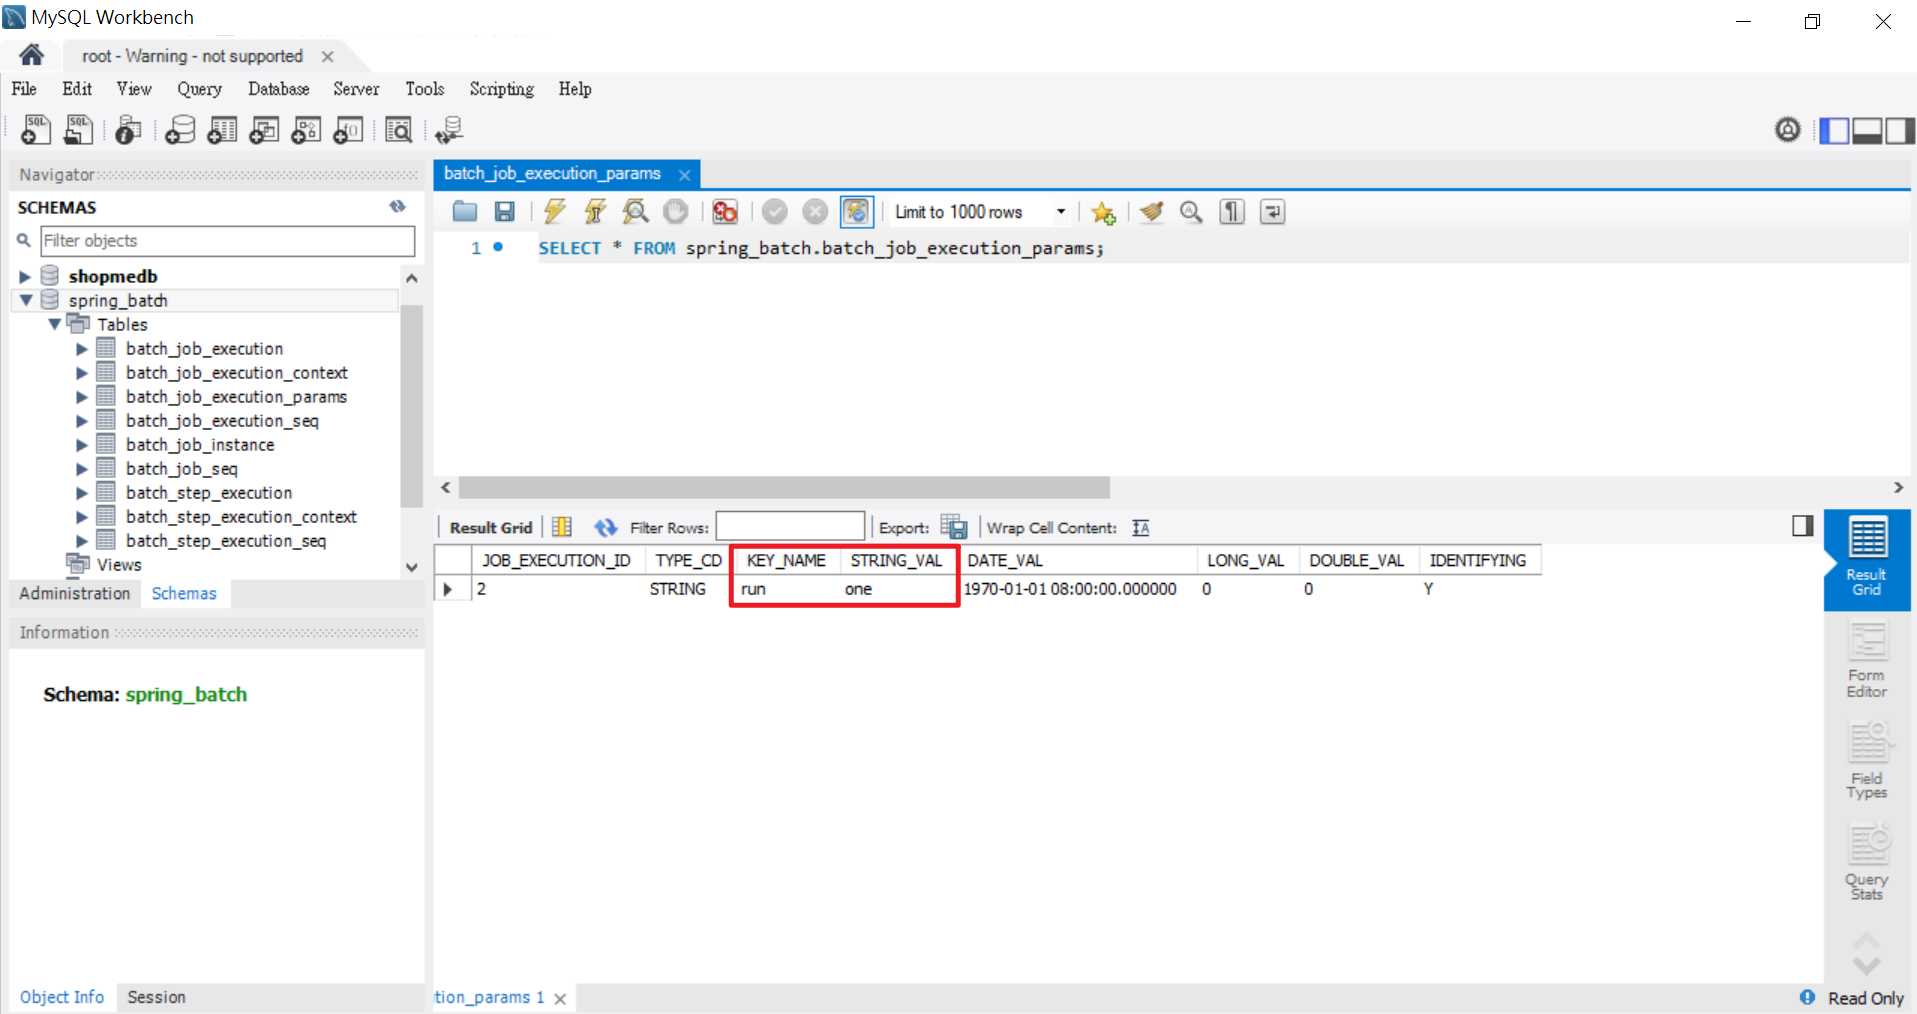 MySQL Workbench
root - Warning - not supported
File Edit View Query Database Server Tools Scripting Help
SQL SQL
Navigator
SCHEMAS
Filter objects
shopmedb
spring_batch
Tables
batch_job_execution
batch_job_execution_context
batch_job_execution_params
batch_job_execution_seq
batch_job_instance
batch_job_seq
batch_step_execution
batch_step_execution_context
batch_step_execution_seq
Views
Administration Schemas
Information
Schema: spring_batch
Object Info Session
batch_job_execution_params
Limit to 1000 rows
1 SELECT * FROM spring_batch.batch_job_execution_params;
Result Grid Filter Rows: Export: Wrap Cell Content: IA
JOB_EXECUTION_ID TYPE_CD KEY_NAME STRING_VAL DATE_VAL LONG_VAL DOUBLE_VAL IDENTIFYING
2 STRING run one 1970-01-01 08:00:00.000000 0 0 Y
Result
Grid
Form
Editor
Field
Types
Query
Stats
tion_params 1
Read Only